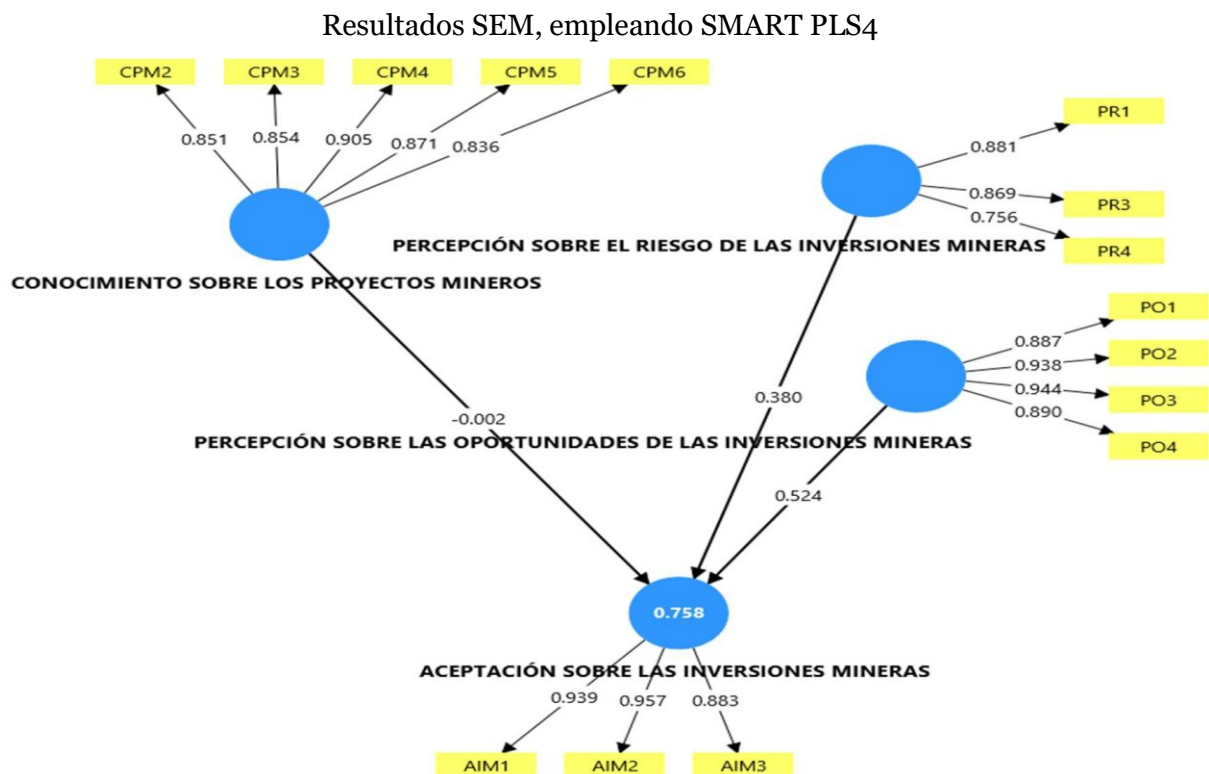 Resultados SEM, empleando SMART PLS4
CPM2 CPM3 CPM4 CPM5 CPM6
0.851 0.854 0.905 0.871 0.836
CONOCIMIENTO SOBRE LOS PROYECTOS MINEROS
PR1
0.881
0.869 PR3
0.756 PR4
PERCEPCIÓN SOBRE EL RIESGO DE LAS INVERSIONES MINERAS
PO1
0.887
0.938 PO2
0.944 PO3
0.890 PO4
PERCEPCIÓN SOBRE LAS OPORTUNIDADES DE LAS INVERSIONES MINERAS
-0.002
0.380
0.524
0.758
ACEPTACIÓN SOBRE LAS INVERSIONES MINERAS
0.939 0.957 0.883
AIM1 AIM2 AIM3